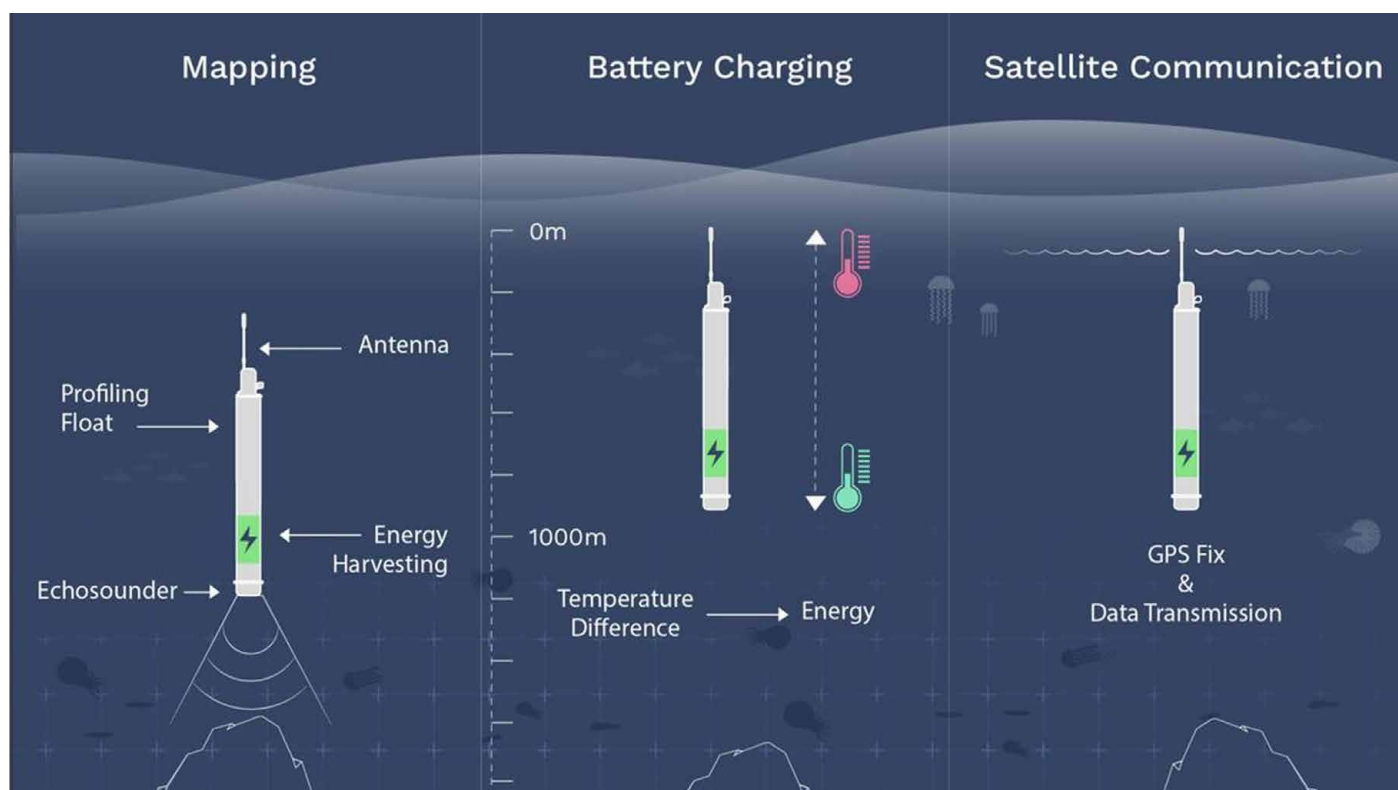 Mapping
Battery Charging
Satellite Communication
Antenna
Profiling
Float
Energy
Harvesting
Echosounder
0m
1000m
Temperature
Difference
Energy
GPS Fix
&
Data Transmission